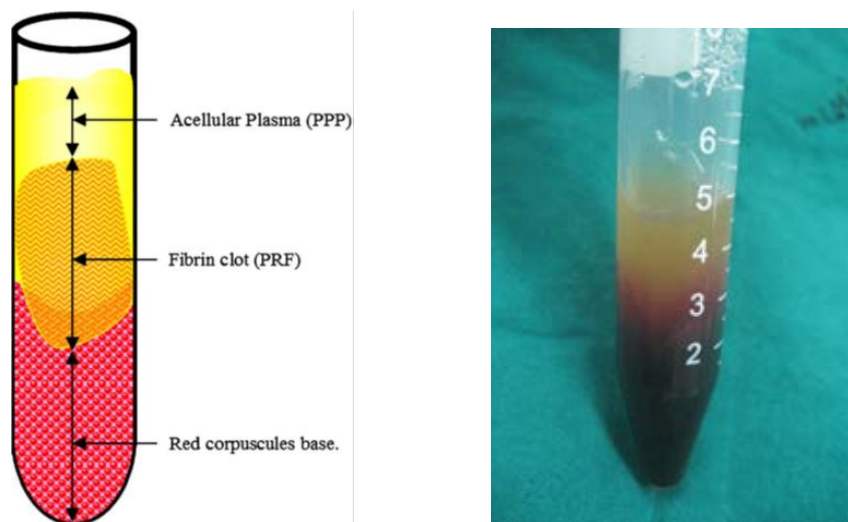 Acellular Plasma (PPP)
Fibrin clot (PRF)
Red corpuscules base.
7
6
5
4
3
2